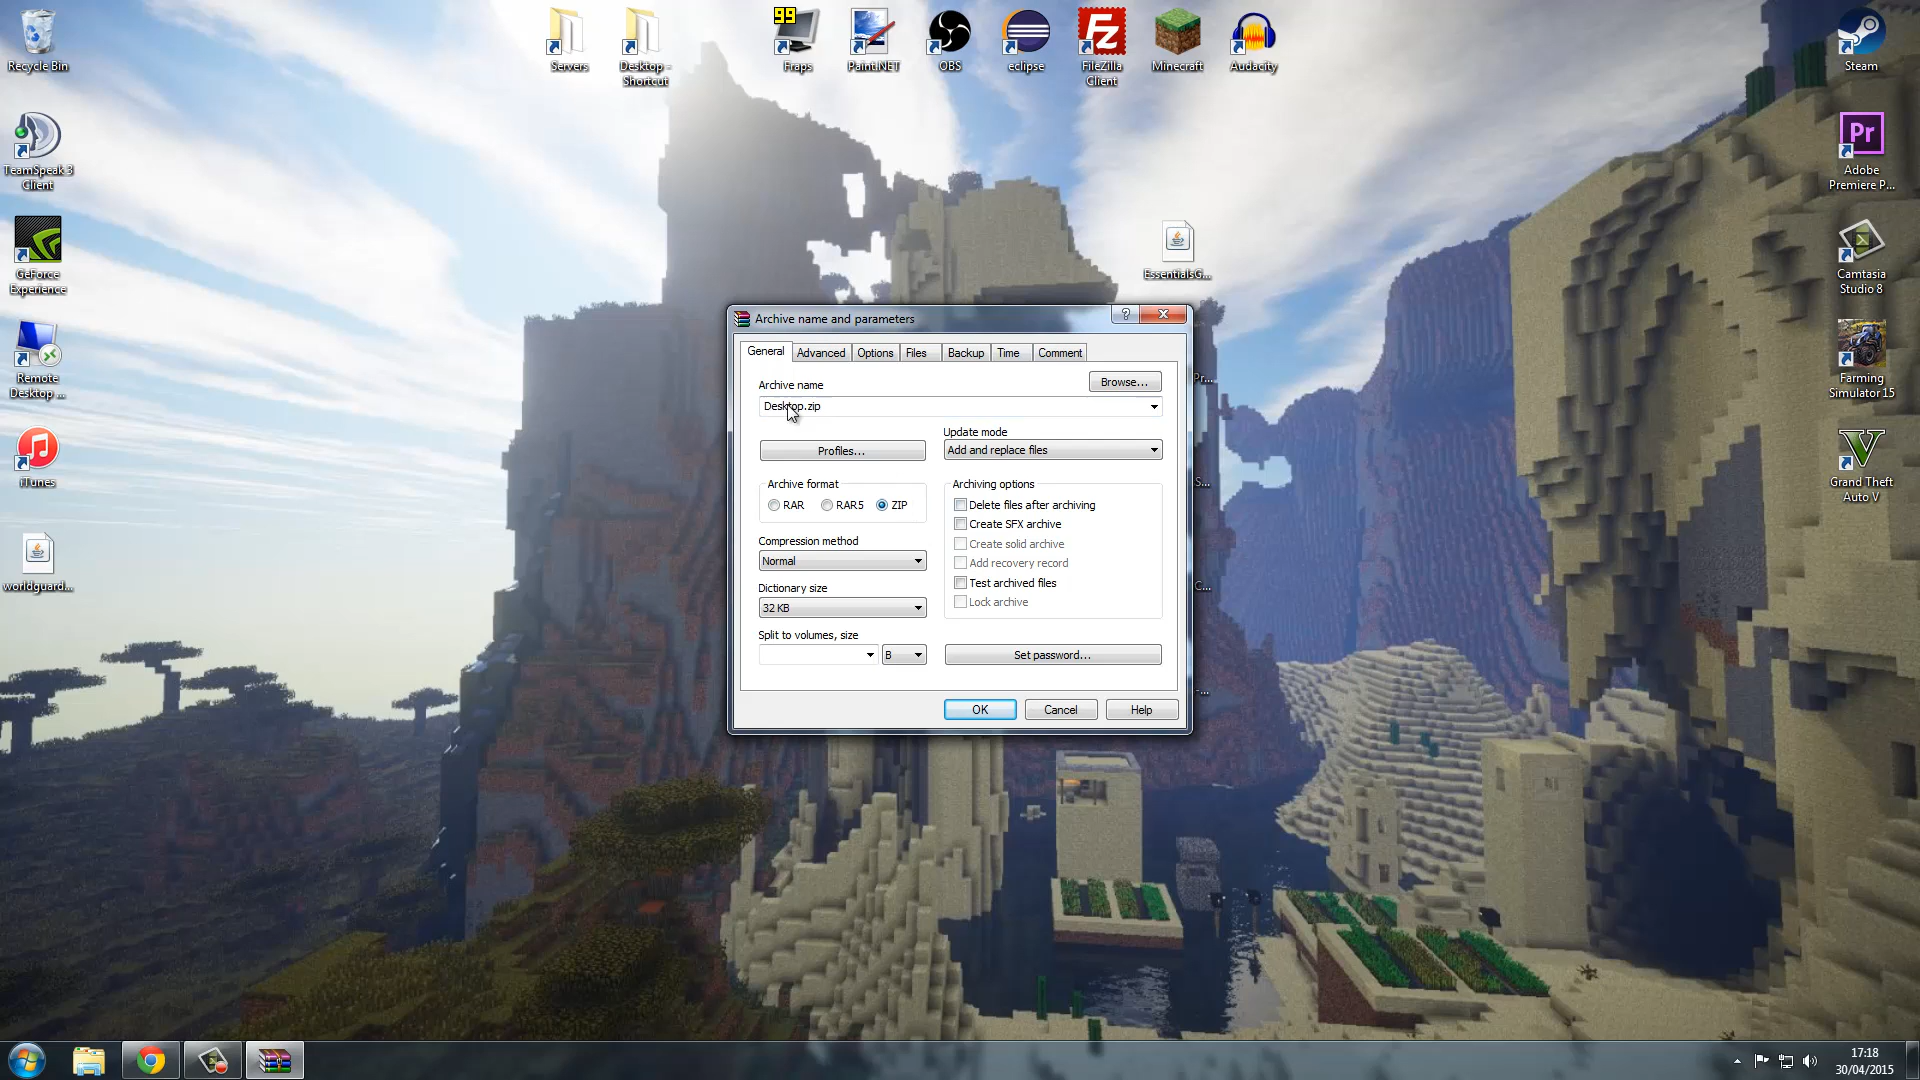 Recycle Bin
Servers
Desktop -
Shortcut
99
Fraps
Paint.NET
OBS
eclipse
FileZilla
Client
Minecraft
Audacity
Steam
TeamSpeak 3
Client
Pr
Adobe
Premiere P...
GeForce
Experience
EssentialsG...
Camtasia
Studio 8
Remote
Desktop ...
Farming
Simulator 15
iTunes
Grand Theft
Auto V
worldguard...
Archive name and parameters
General
Advanced
Options
Files
Backup
Time
Comment
Archive name
Browse...
Desktop.zip
Profiles...
Update mode
Add and replace files
Archive format
RAR
RAR5
ZIP
Archiving options
Delete files after archiving
Create SFX archive
Create solid archive
Add recovery record
Test archived files
Lock archive
Compression method
Normal
Dictionary size
32 KB
Split to volumes, size
B
Set password...
OK
Cancel
Help
17:18
30/04/2015